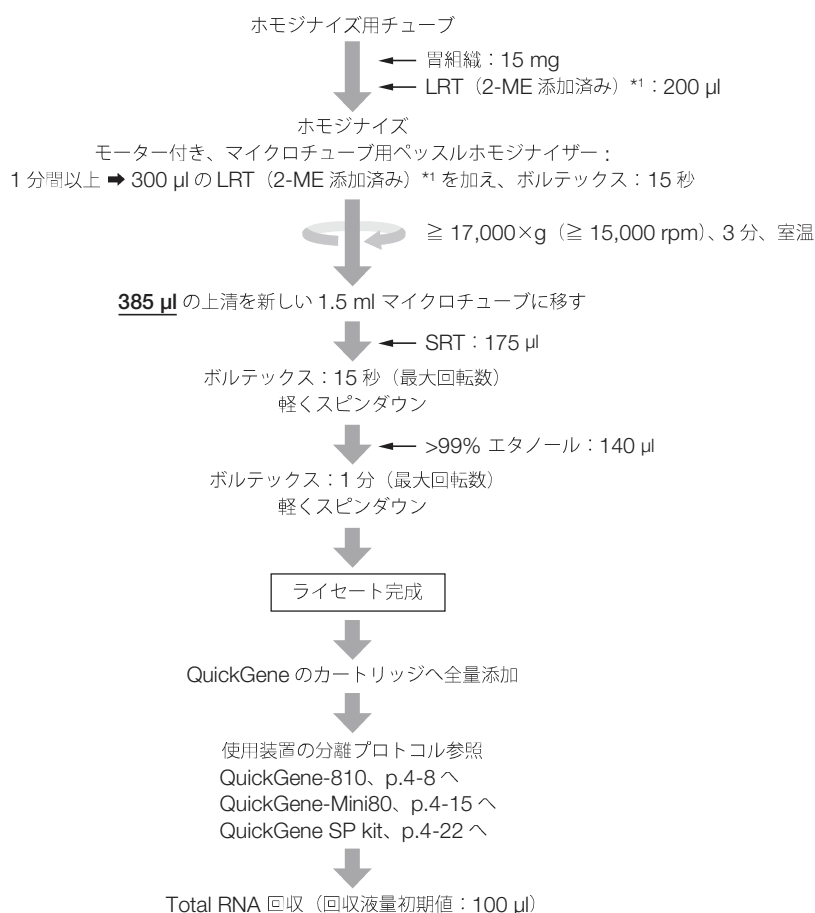 ホモジナイズ用チューブ
胃組織：15 mg
LRT（2-ME 添加済み）*1：200 µl
ホモジナイズ
モーター付き、マイクロチューブ用ペッスルホモジナイザー：
1 分間以上 ➡ 300 µl の LRT（2-ME 添加済み）*1 を加え、ボルテックス：15 秒
≧ 17,000×g（≧ 15,000 rpm）、3 分、室温
385 µl の上清を新しい 1.5 ml マイクロチューブに移す
SRT：175 µl
ボルテックス：15 秒（最大回転数）
軽くスピンダウン
>99% エタノール：140 µl
ボルテックス：1 分（最大回転数）
軽くスピンダウン
ライセート完成
QuickGene のカートリッジへ全量添加
使用装置の分離プロトコル参照
QuickGene-810、p.4-8 へ
QuickGene-Mini80、p.4-15 へ
QuickGene SP kit、p.4-22 へ
Total RNA 回収（回収液量初期値：100 µl）